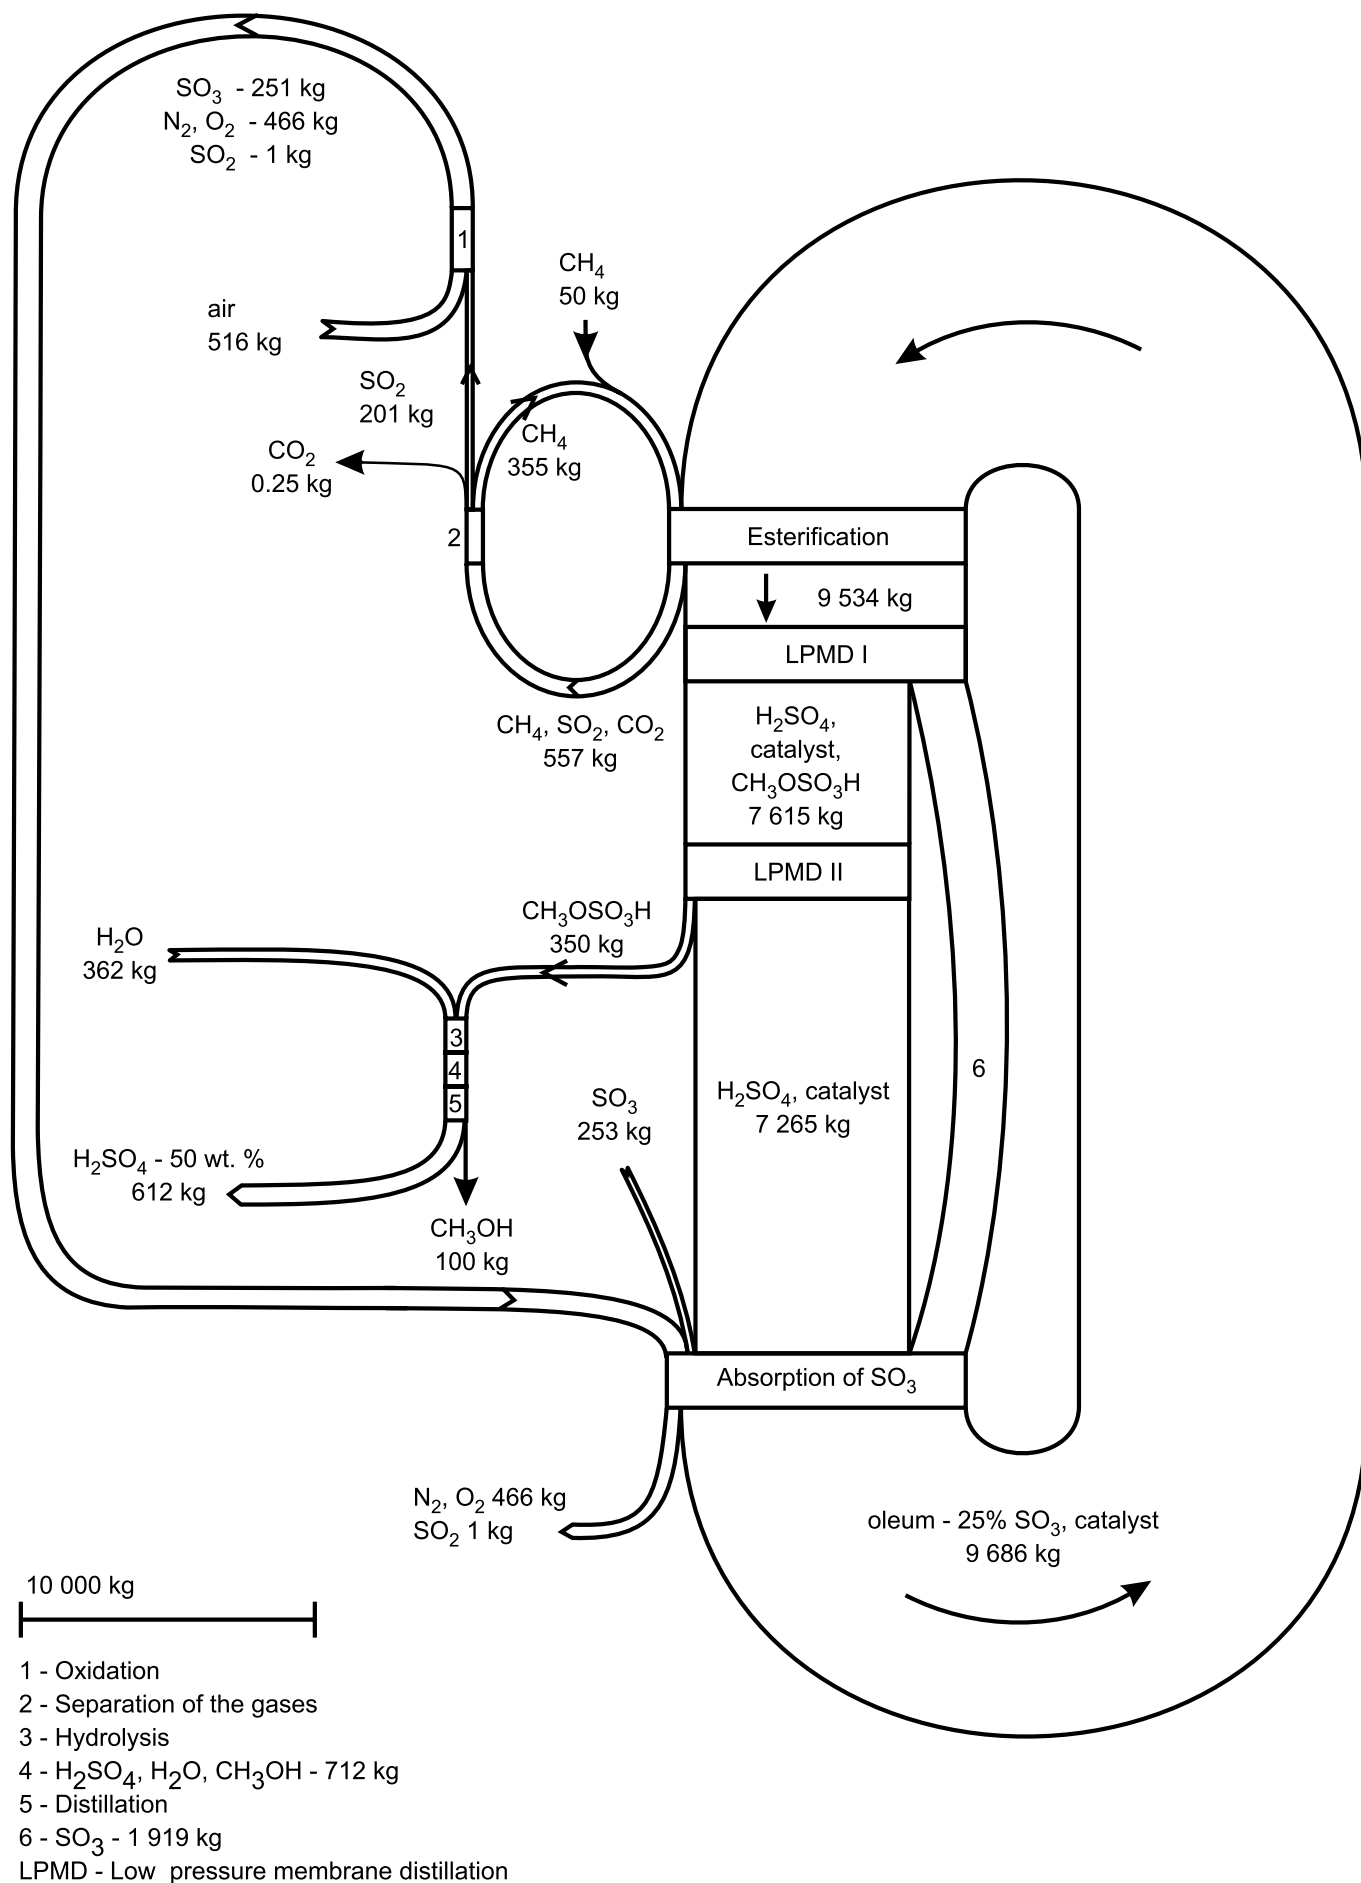 SO3 - 251 kg
N2, O2 - 466 kg
SO2 - 1 kg
1
CH4
50 kg
air
516 kg
SO2
201 kg
CH4
355 kg
CO2
0.25 kg
2
Esterification
9 534 kg
LPMD I
CH4, SO2, CO2
557 kg
H2SO4,
catalyst,
CH3OSO3H
7 615 kg
LPMD II
CH3OSO3H
350 kg
H2O
362 kg
3
4
5
6
SO3
253 kg
H2SO4, catalyst
7 265 kg
H2SO4 - 50 wt. %
612 kg
CH3OH
100 kg
Absorption of SO3
N2, O2 466 kg
SO2 1 kg
oleum - 25% SO3, catalyst
9 686 kg
10 000 kg
1 - Oxidation
2 - Separation of the gases
3 - Hydrolysis
4 - H2SO4, H2O, CH3OH - 712 kg
5 - Distillation
6 - SO3 - 1 919 kg
LPMD - Low pressure membrane distillation